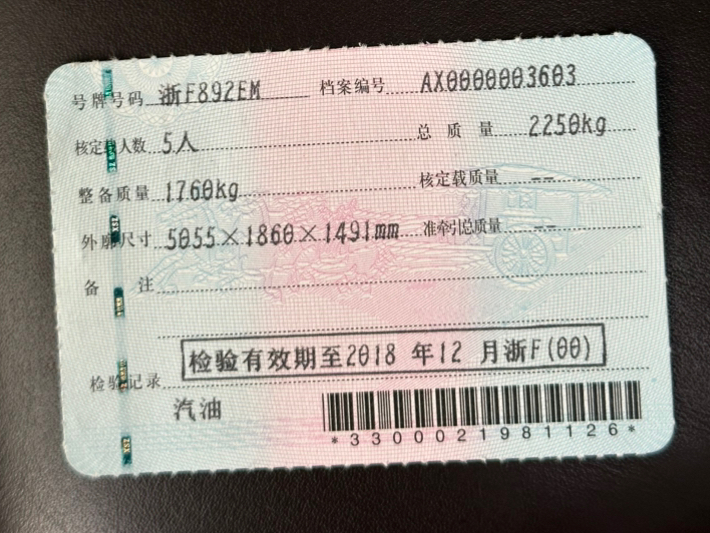 号牌号码 浙F892EM 档案编号 AX0000003603
核定载人数 5人 总质量 2250kg
整备质量 1760kg 核定载质量 --
外廓尺寸 5055×1860×1491mm 准牵引总质量 --
备注
检验有效期至2018 年12 月浙F(00)
检验记录
汽油
*3300021981126*